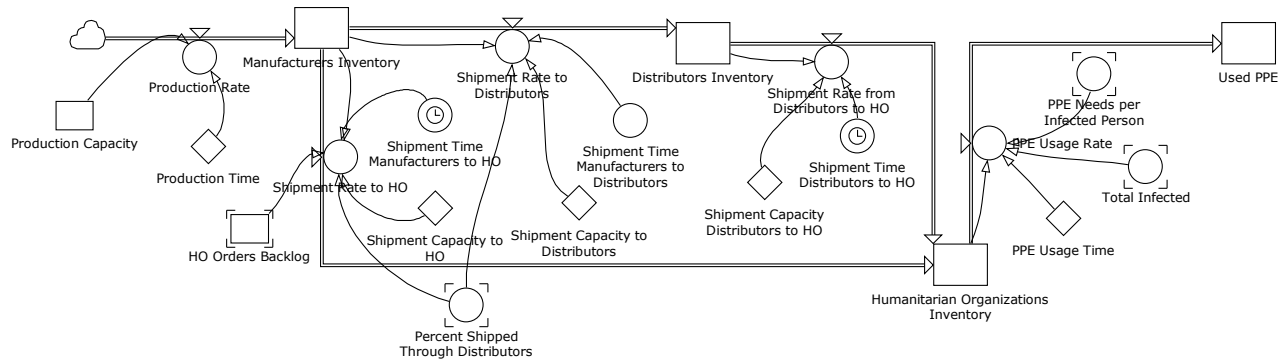 Manufacturers Inventory
Production Rate
Production Capacity
Production Time
Shipment Rate to
Distributors
Distributors Inventory
Shipment Rate from
Distributors to HO
Used PPE
PPE Needs per
Infected Person
PPE Usage Rate
Shipment Time
Manufacturers to HO
Shipment Time
Manufacturers to
Distributors
Shipment Time
Distributors to HO
Shipment Rate to HO
Total Infected
Shipment Capacity
Distributors to HO
Shipment Capacity to
HO
Shipment Capacity to
Distributors
HO Orders Backlog
PPE Usage Time
Humanitarian Organizations
Inventory
Percent Shipped
Through Distributors